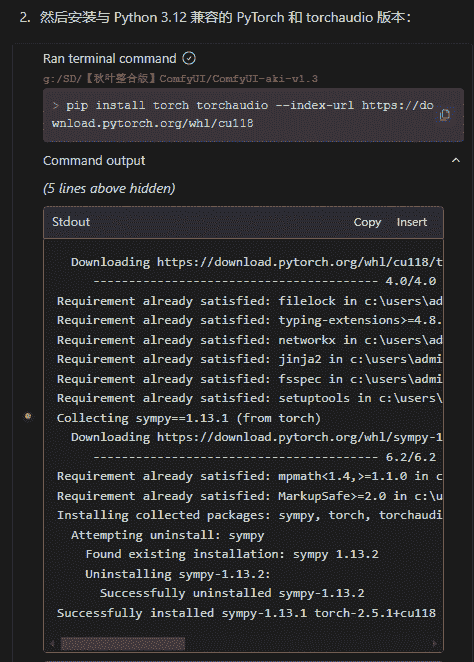 2. 然后安装与 Python 3.12 兼容的 PyTorch 和 torchaudio 版本：
Ran terminal command
g:/SD/【秋叶整合版】ComfyUI/ComfyUI-aki-v1.3
> pip install torch torchaudio --index-url https://do
wnload.pytorch.org/whl/cu118
Command output
(5 lines above hidden)
Stdout Copy Insert
Downloading https://download.pytorch.org/whl/cu118/t
-------------------------------------- 4.0/4.0
Requirement already satisfied: filelock in c:\users\ad
Requirement already satisfied: typing-extensions>=4.8.
Requirement already satisfied: networkx in c:\users\ad
Requirement already satisfied: jinja2 in c:\users\admi
Requirement already satisfied: fsspec in c:\users\admi
Requirement already satisfied: setuptools in c:\users\
Collecting sympy==1.13.1 (from torch)
Downloading https://download.pytorch.org/whl/sympy-1
-------------------------------------- 6.2/6.2
Requirement already satisfied: mpmath<1.4,>=1.1.0 in c
Requirement already satisfied: MarkupSafe>=2.0 in c:\u
Installing collected packages: sympy, torch, torchaudi
Attempting uninstall: sympy
Found existing installation: sympy 1.13.2
Uninstalling sympy-1.13.2:
Successfully uninstalled sympy-1.13.2
Successfully installed sympy-1.13.1 torch-2.5.1+cu118